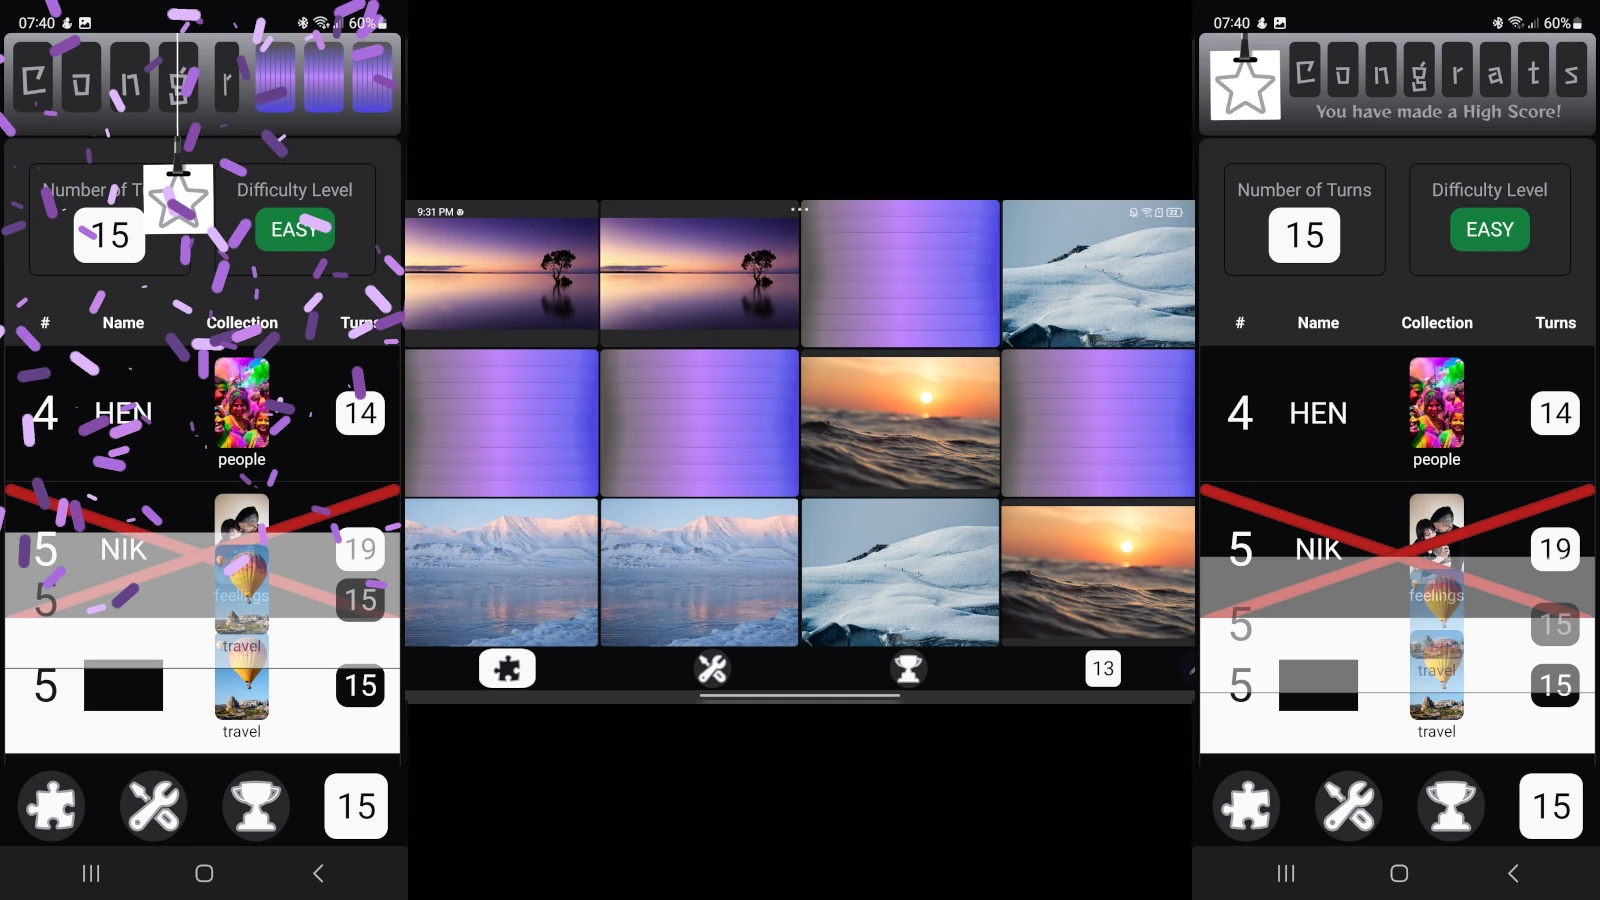 07:40 60%
Congr
Number of T
Difficulty Level
15
EASY
# Name Collection Turns
4 HEN 14
people
5 NIK 19
feelings
5 15
travel
5 15
travel
15
9:31 PM 22
13
07:40 60%
Congrats
You have made a High Score!
Number of Turns
Difficulty Level
15
EASY
# Name Collection Turns
4 HEN 14
people
5 NIK 19
feelings
5 15
travel
5 15
travel
15